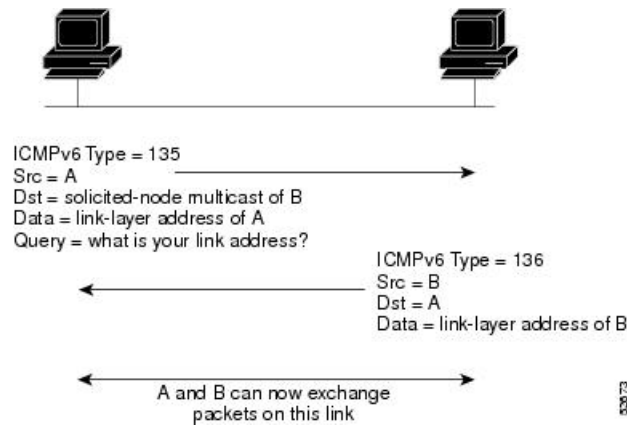 ICMPv6 Type = 135
Src = A
Dst = solicited-node multicast of B
Data = link-layer address of A
Query = what is your link address?
ICMPv6 Type = 136
Src = B
Dst = A
Data = link-layer address of B
A and B can now exchange
packets on this link
52673